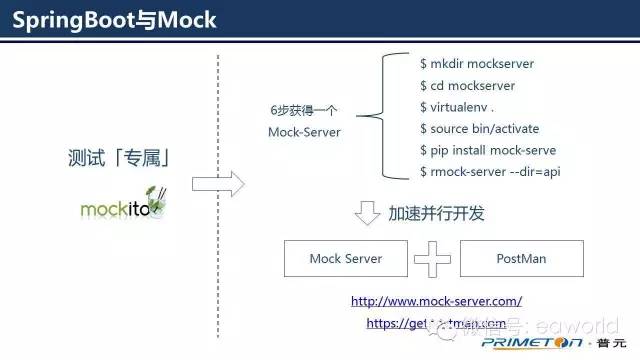 SpringBoot与Mock
测试「专属」
mockito
6步获得一个
Mock-Server
$ mkdir mockserver
$ cd mockserver
$ virtualenv .
$ source bin/activate
$ pip install mock-serve
$ rmock-server --dir=api
加速并行开发
Mock Server
PostMan
http://www.mock-server.com/
https://getpostman.com
微信号: eaworld
PRIMETON 普元